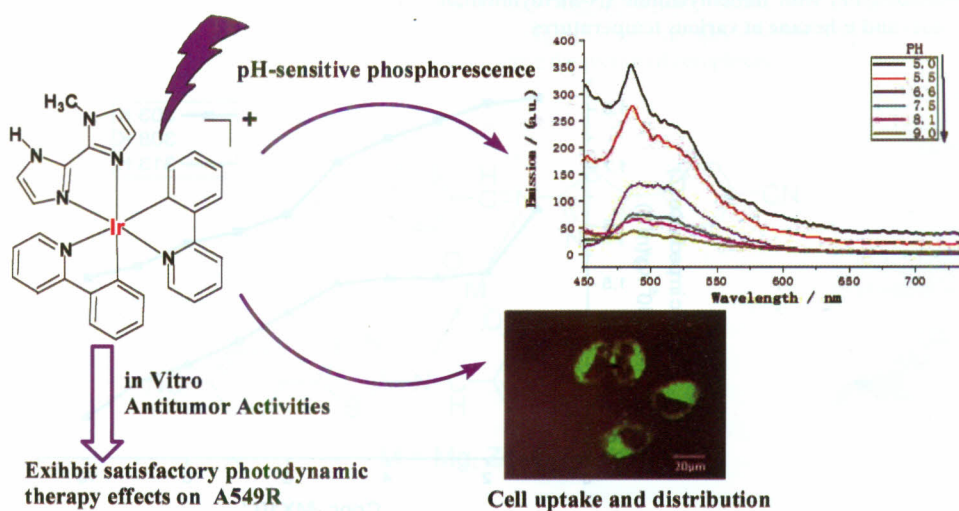 pH-sensitive phosphorescence
H₃C
H
N
N
N
N
Ir
N
N
+
Emission / (a.u.)
400
350
300
250
200
150
100
50
0
450
500
550
600
650
700
Wavelength / nm
PH
5.0
5.5
6.6
7.5
8.1
9.0
in Vitro
Antitumor Activities
Exihbit satisfactory photodynamic
therapy effects on A549R
20μm
Cell uptake and distribution